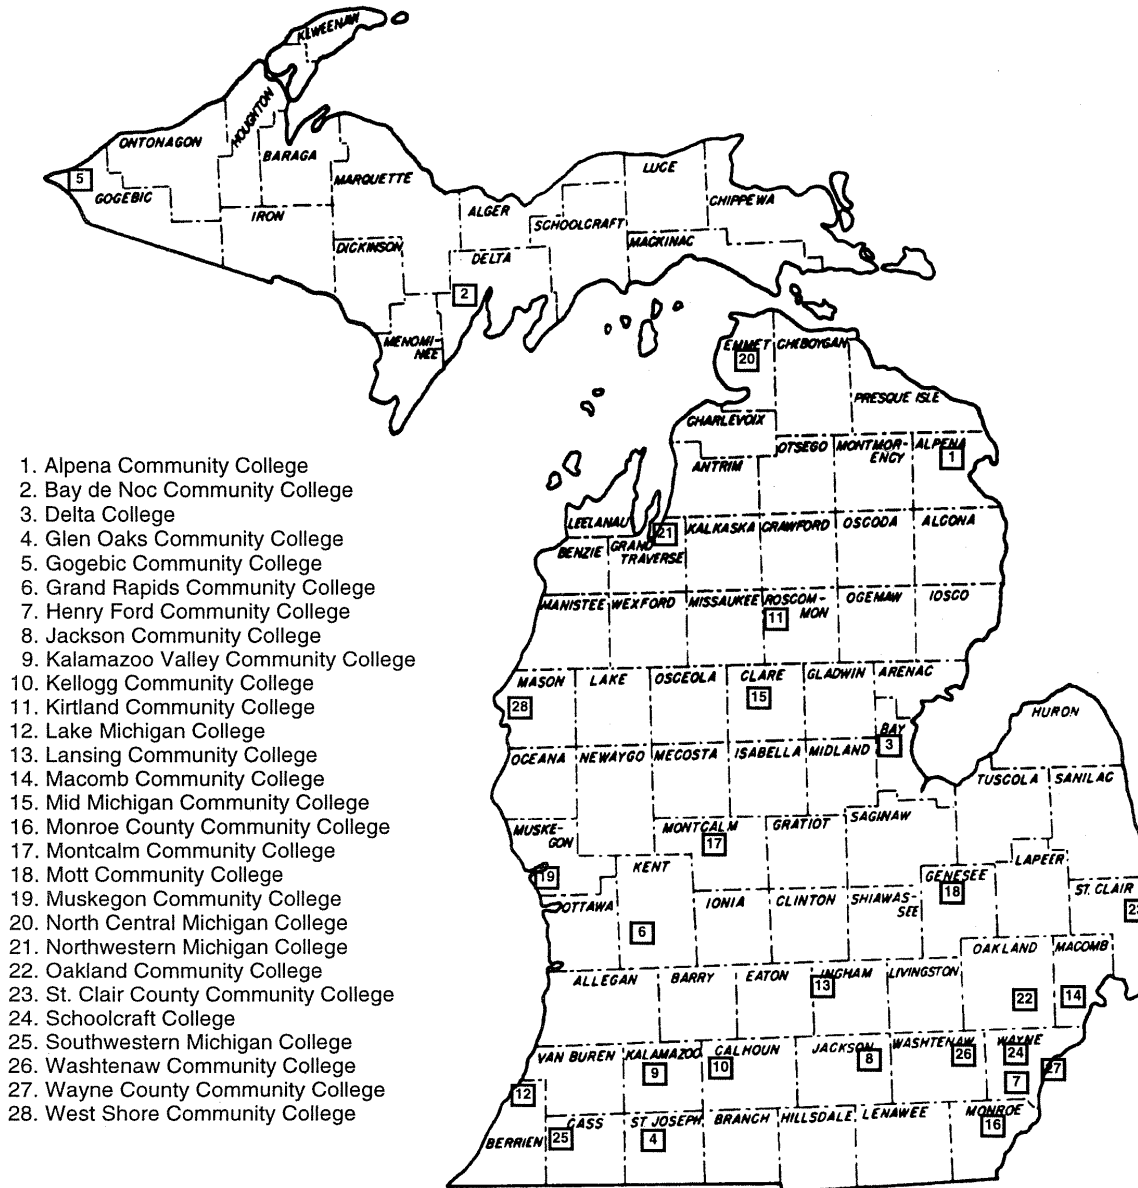 KEWEENAW
HOUGHTON
ONTONAGON
BARAGA
MARQUETTE
LUCE
5
GOGEBIC
IRON
ALGER
SCHOOLCRAFT
CHIPPEWA
DICKINSON
DELTA
MACKINAC
2
MENOMI-
NEE
EMMET
CHEBOYGAN
20
PRESQUE ISLE
CHARLEVOIX
ANTRIM
OTSEGO
MONTMOR-
ENCY
ALPENA
1
LEELANAU
BENZIE
GRAND
TRAVERSE
21
KALKASKA
CRAWFORD
OSCODA
ALCONA
MANISTEE
WEXFORD
MISSAUKEE
ROSCOM-
MON
11
OGEMAW
IOSCO
MASON
LAKE
OSCEOLA
CLARE
GLADWIN
ARENAC
28
15
HURON
BAY
3
OCEANA
NEWAYGO
MECOSTA
ISABELLA
MIDLAND
TUSCOLA
SANILAC
MUSKE-
GON
MONTCALM
17
GRATIOT
SAGINAW
19
KENT
GENESEE
18
LAPEER
ST. CLAIR
23
OTTAWA
6
IONIA
CLINTON
SHIAWAS-
SEE
OAKLAND
MACOMB
ALLEGAN
BARRY
EATON
INGHAM
13
LIVINGSTON
22
14
VAN BUREN
KALAMAZOO
9
CALHOUN
10
JACKSON
8
WASHTENAW
26
WAYNE
24
27
7
12
BERRIEN
CASS
25
ST JOSEPH
4
BRANCH
HILLSDALE
LENAWEE
MONROE
16
1. Alpena Community College
2. Bay de Noc Community College
3. Delta College
4. Glen Oaks Community College
5. Gogebic Community College
6. Grand Rapids Community College
7. Henry Ford Community College
8. Jackson Community College
9. Kalamazoo Valley Community College
10. Kellogg Community College
11. Kirtland Community College
12. Lake Michigan College
13. Lansing Community College
14. Macomb Community College
15. Mid Michigan Community College
16. Monroe County Community College
17. Montcalm Community College
18. Mott Community College
19. Muskegon Community College
20. North Central Michigan College
21. Northwestern Michigan College
22. Oakland Community College
23. St. Clair County Community College
24. Schoolcraft College
25. Southwestern Michigan College
26. Washtenaw Community College
27. Wayne County Community College
28. West Shore Community College